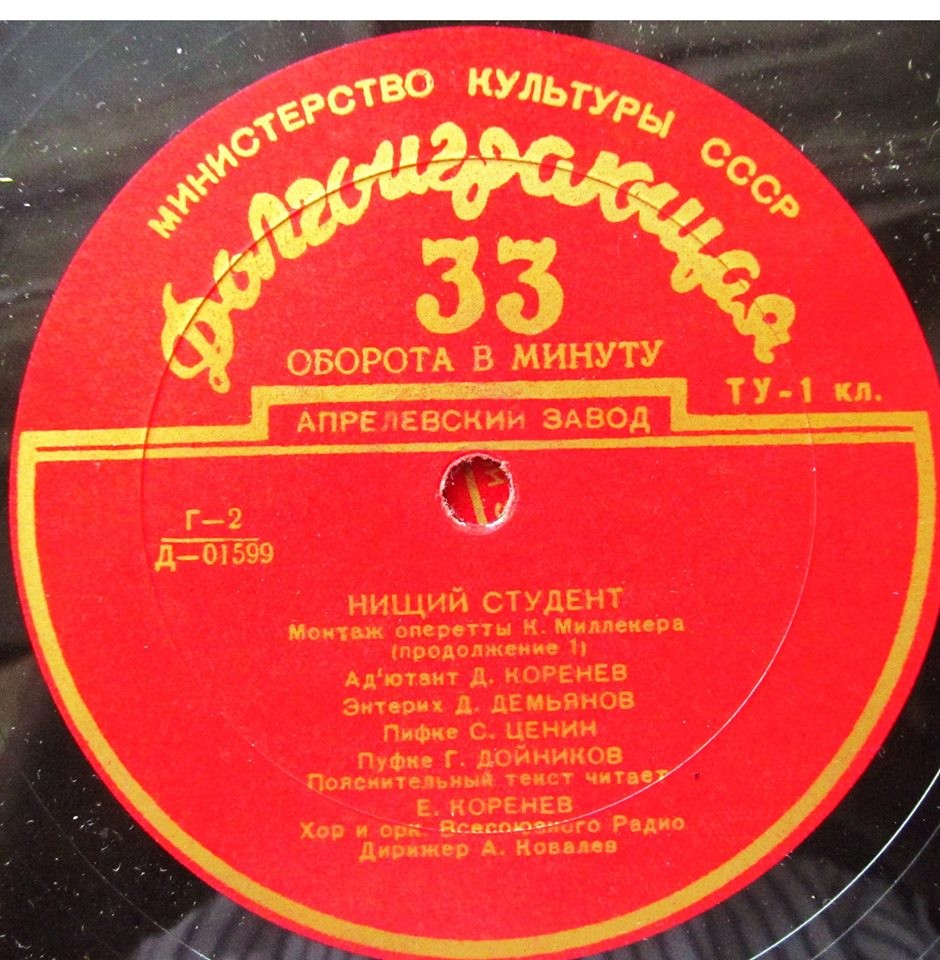 МИНИСТЕРСТВО КУЛЬТУРЫ СССР
Долгоиграющая
33
ОБОРОТА В МИНУТУ
ТУ-1 кл.
АПРЕЛЕВСКИЙ ЗАВОД
Г—2
Д—01599
НИЩИЙ СТУДЕНТ
Монтаж оперетты К. Миллекера
(продолжение 1)
Ад'ютант Д. КОРЕНЕВ
Энтерих Д. ДЕМЬЯНОВ
Пифке С. ЦЕНИН
Пуфке Г. ДОЙНИКОВ
Пояснительный текст читает
Е. КОРЕНЕВ
Хор и орк. Всесоюзного Радио
Дирижер А. Ковалев